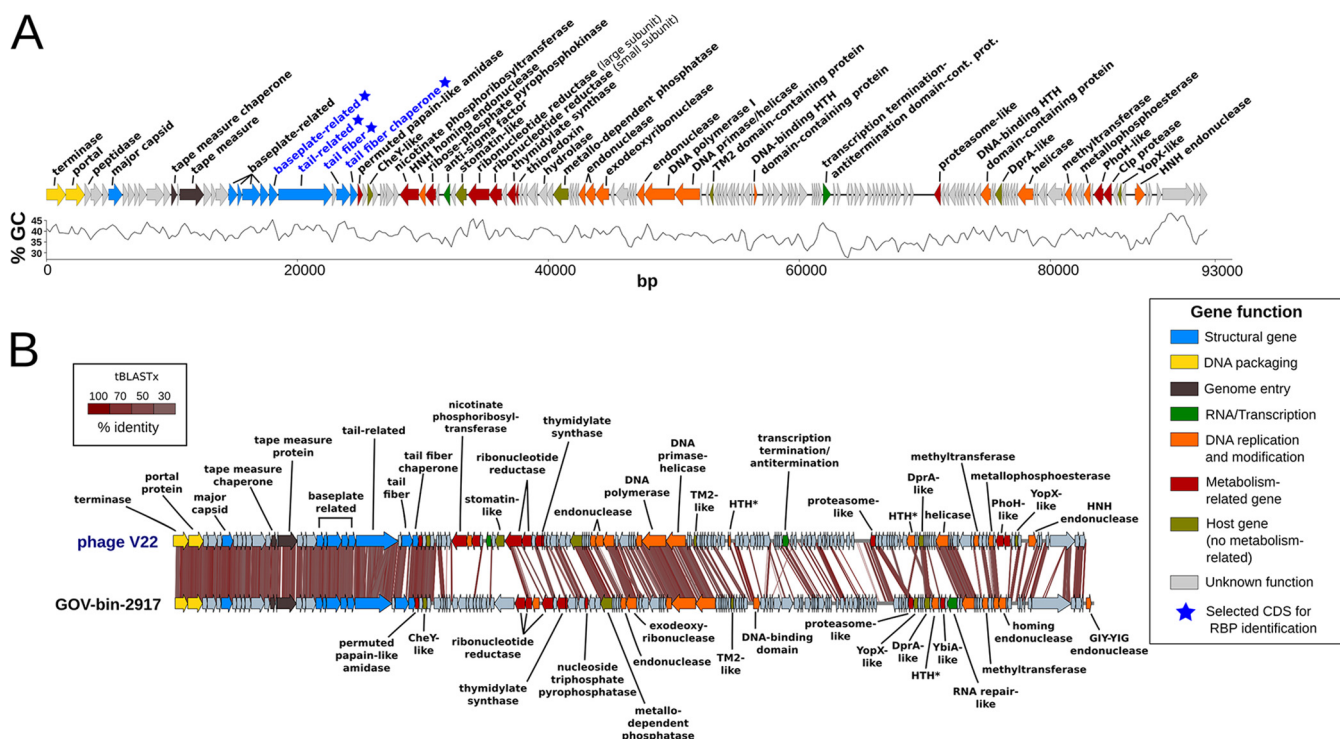 A
terminase
portal
peptidase
major capsid
tape measure chaperone
tape measure
baseplate-related
baseplate-related
tail-related
tail fiber
tail fiber chaperone
permuted papain-like amidase
CheY-like
nicotinate phosphoribosyltransferase
HNH homing endonuclease
ribose-phosphate pyrophosphokinase
anti-sigma factor
stomatin-like
ribonucleotide reductase (large subunit)
ribonucleotide reductase (small subunit)
thymidylate synthase
thioredoxin
hydrolase
metallo-dependent phosphatase
endonuclease
exodeoxyribonuclease
endonuclease
DNA polymerase I
DNA primase/helicase
TM2 domain-containing protein
DNA-binding HTH
domain-containing protein
transcription termination-
antitermination domain-cont. prot.
proteasome-like
DNA-binding HTH
domain-containing protein
DprA-like
helicase
methyltransferase
metallophosphoesterase
PhoH-like
Clp protease
YopX-like
HNH endonuclease
% GC
45
40
35
30
0
20000
40000
60000
80000
93000
bp
B
tBLASTx
100 70 50 30
% identity
terminase
portal
protein
major
capsid
tape measure
chaperone
tape measure
protein
baseplate
related
tail-related
tail
fiber
tail fiber
chaperone
nicotinate
phosphoribosyl-
transferase
stomatin-
like
ribonucleotide
reductase
thymidylate
synthase
endonuclease
DNA
polymerase
DNA
primase-
helicase
TM2-
like
HTH*
transcription
termination/
antitermination
proteasome-
like
HTH*
DprA-
like
methyltransferase
helicase
metallophosphoesterase
PhoH-
like
YopX-
like
HNH
endonuclease
phage V22
GOV-bin-2917
permuted
papain-like
amidase
CheY-
like
ribonucleotide
reductase
thymidylate
synthase
nucleoside
triphosphate
pyrophosphatase
metallo-
dependent
phosphatase
exodeoxy-
ribonuclease
endonuclease
TM2-
like
DNA-binding
domain
proteasome-
like
YopX-
like
DprA-
like
HTH*
YbiA-
like
RNA repair-
like
methyltransferase
homing
endonuclease
GIY-YIG
endonuclease
Gene function
Structural gene
DNA packaging
Genome entry
RNA/Transcription
DNA replication
and modification
Metabolism-
related gene
Host gene
(no metabolism-
related)
Unknown function
Selected CDS for
RBP identification